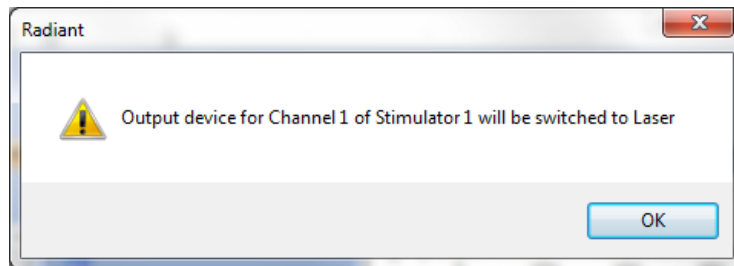 Radiant
Output device for Channel 1 of Stimulator 1 will be switched to Laser
OK